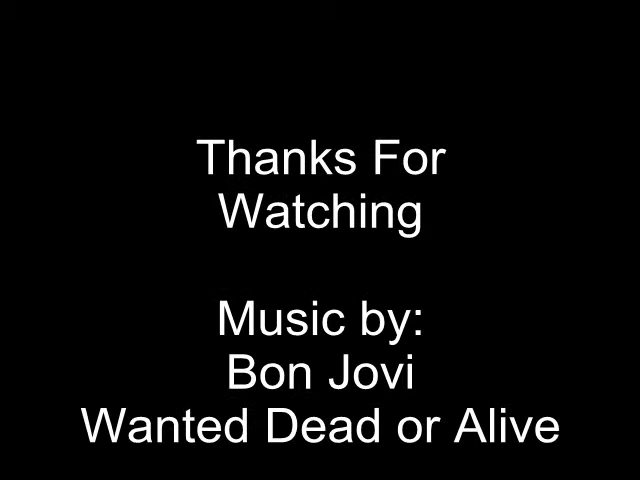 Thanks For
Watching
Music by:
Bon Jovi
Wanted Dead or Alive